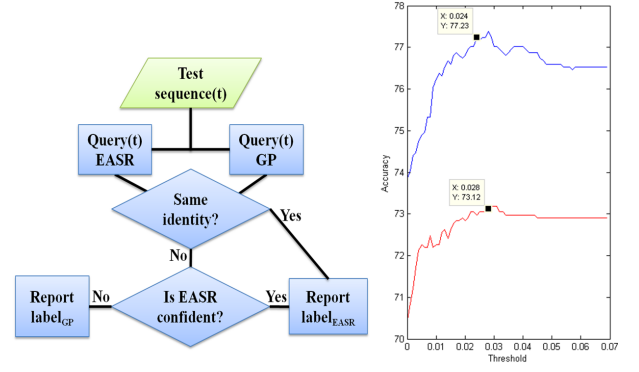 Test
sequence(t)
Query(t)
EASR
Query(t)
GP
Same
identity?
Yes
No
Is EASR
confident?
No
Yes
Report
labelGP
Report
labelEASR
78
77
76
75
74
73
72
71
70
Accuracy
X: 0.024
Y: 77.23
X: 0.028
Y: 73.12
0 0.01 0.02 0.03 0.04 0.05 0.06 0.07
Threshold